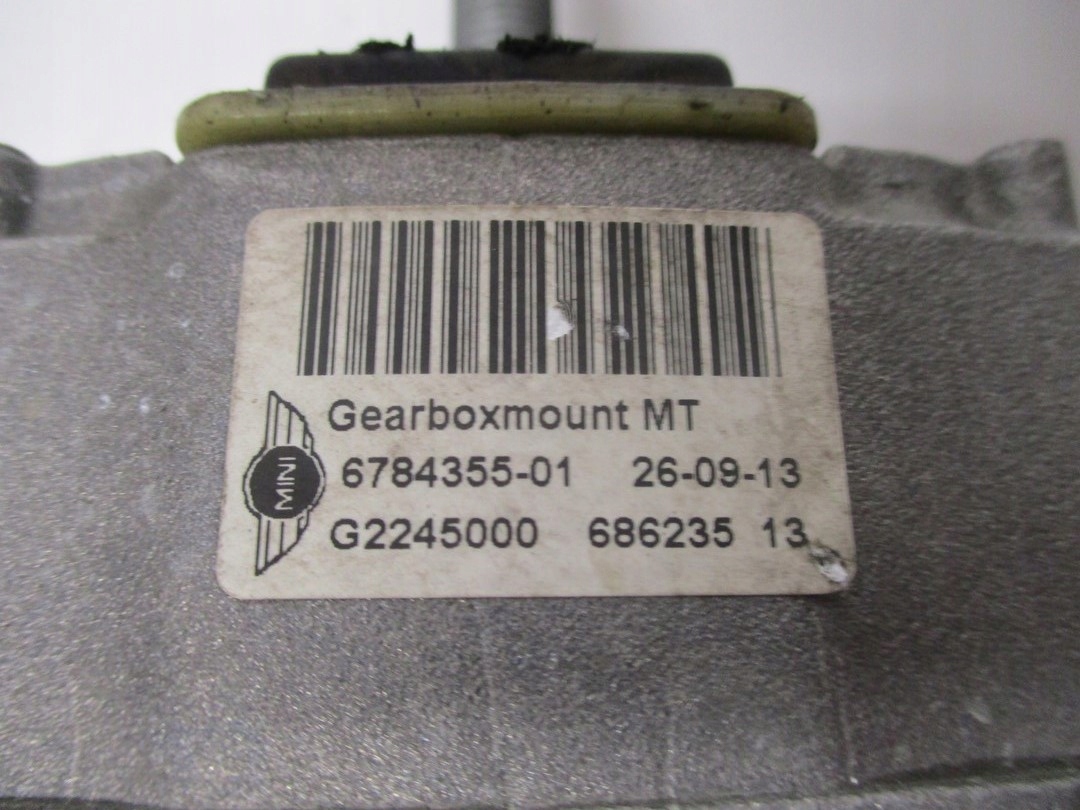 Gearboxmount MT
MINI
6784355-01 26-09-13
G2245000 686235 13